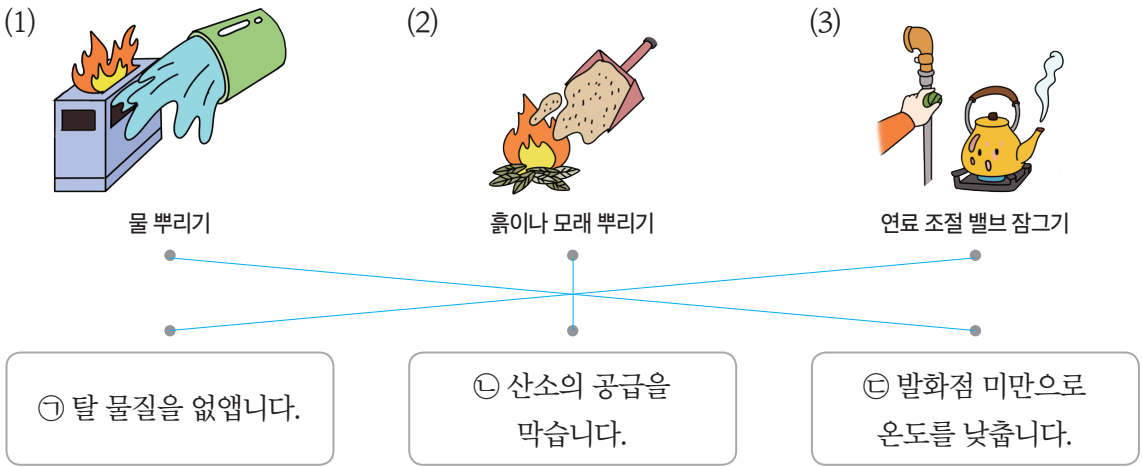 (1)
(2)
(3)
물 뿌리기
흙이나 모래 뿌리기
연료 조절 밸브 잠그기
㉠ 탈 물질을 없앱니다.
㉡ 산소의 공급을
막습니다.
㉢ 발화점 미만으로
온도를 낮춥니다.